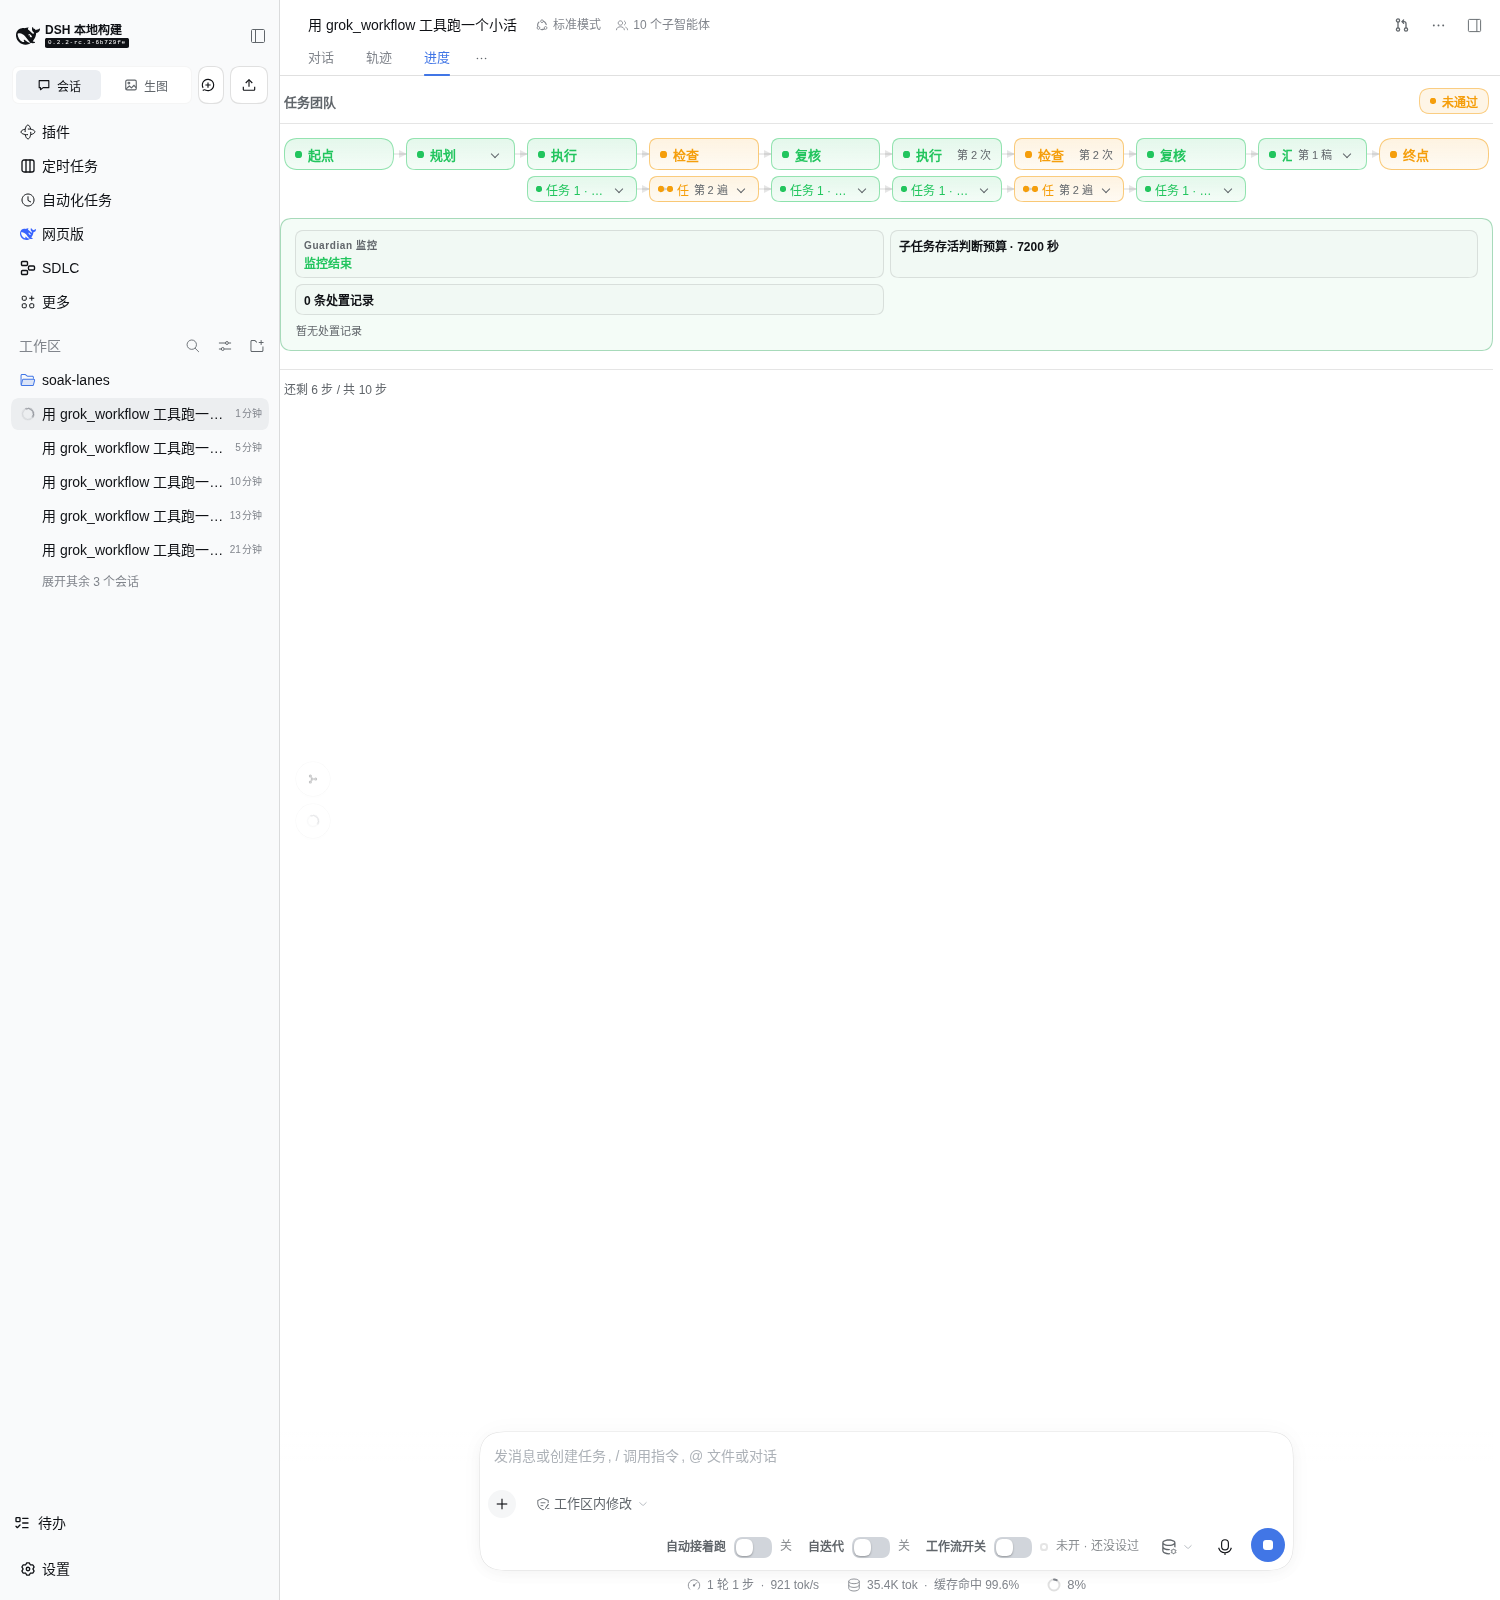 DSH 本地构建
0.2.2-rc.3-6b729fe
会话
生图
插件
定时任务
自动化任务
网页版
SDLC
更多
工作区
soak-lanes
用 grok_workflow 工具跑一… 1分钟
用 grok_workflow 工具跑一… 5分钟
用 grok_workflow 工具跑一… 10分钟
用 grok_workflow 工具跑一… 13分钟
用 grok_workflow 工具跑一… 21分钟
展开其余 3 个会话
待办
设置
用 grok_workflow 工具跑一个小活 标准模式 10 个子智能体
对话 轨迹 进度 …
任务团队 未通过
起点 规划 执行 检查 复核 执行 第 2 次 检查 第 2 次 复核 汇 第 1 稿 终点
任务 1 · … 任 第 2 遍 任务 1 · … 任务 1 · … 任 第 2 遍 任务 1 · …
Guardian 监控
监控结束
子任务存活判断预算 · 7200 秒
0 条处置记录
暂无处置记录
还剩 6 步 / 共 10 步
发消息或创建任务, / 调用指令, @ 文件或对话
工作区内修改
自动接着跑 关 自迭代 关 工作流开关 未开 · 还没设过
1 轮 1 步 · 921 tok/s 35.4K tok · 缓存命中 99.6% 8%